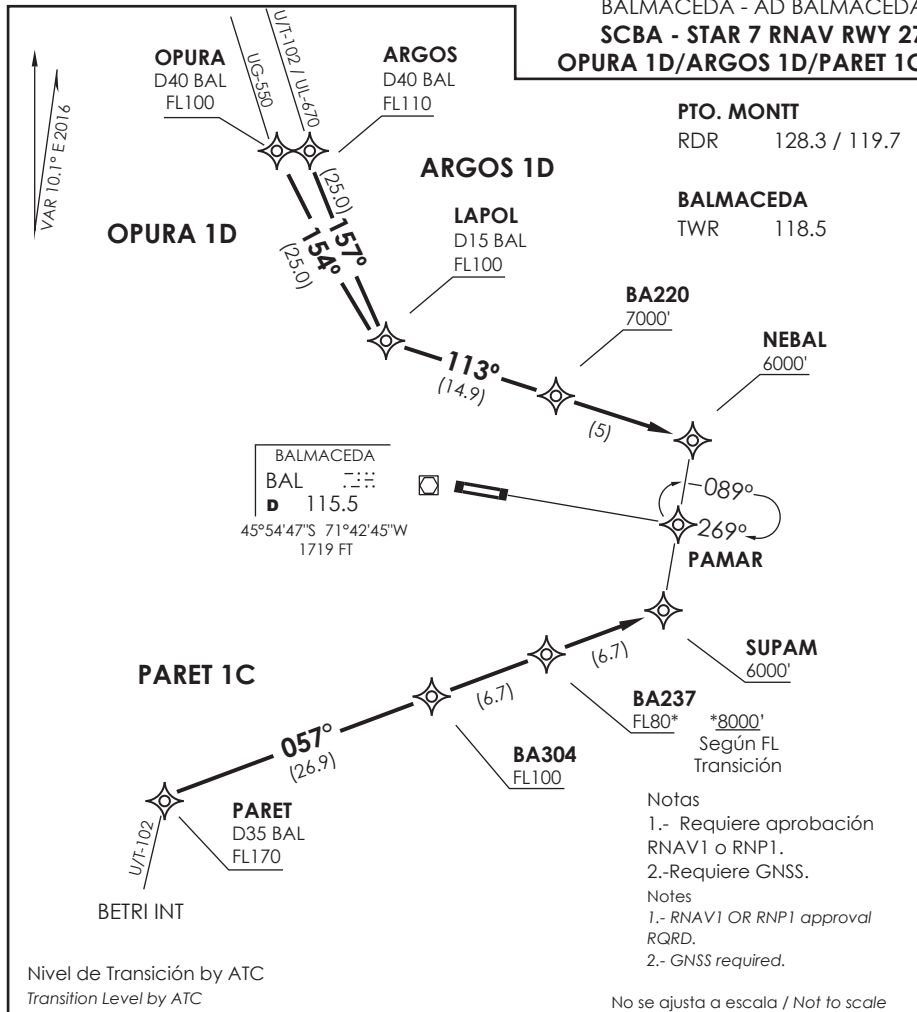 BALMACEDA - AD BALMACEDA
SCBA - STAR 7 RNAV RWY 27
OPURA 1D/ARGOS 1D/PARET 1C
VAR 10.1° E 2016
OPURA
D40 BAL
FL100
UG-550
U/T-102 / UL-670
ARGOS
D40 BAL
FL110
PTO. MONTT
RDR 128.3 / 119.7
BALMACEDA
TWR 118.5
ARGOS 1D
OPURA 1D
(25.0)
157°
154°
(25.0)
LAPOL
D15 BAL
FL100
BA220
7000'
NEBAL
6000'
113°
(14.9)
(5)
BALMACEDA
BAL
D 115.5
45°54'47"S 71°42'45"W
1719 FT
089°
269°
PAMAR
SUPAM
6000'
PARET 1C
(6.7)
(6.7)
BA237
FL80* *8000'
Según FL
Transición
BA304
FL100
057°
(26.9)
PARET
D35 BAL
FL170
U/T-102
BETRI INT
Notas
1.- Requiere aprobación
RNAV1 o RNP1.
2.-Requiere GNSS.
Notes
1.- RNAV1 OR RNP1 approval
RQRD.
2.- GNSS required.
Nivel de Transición by ATC
Transition Level by ATC
No se ajusta a escala / Not to scale